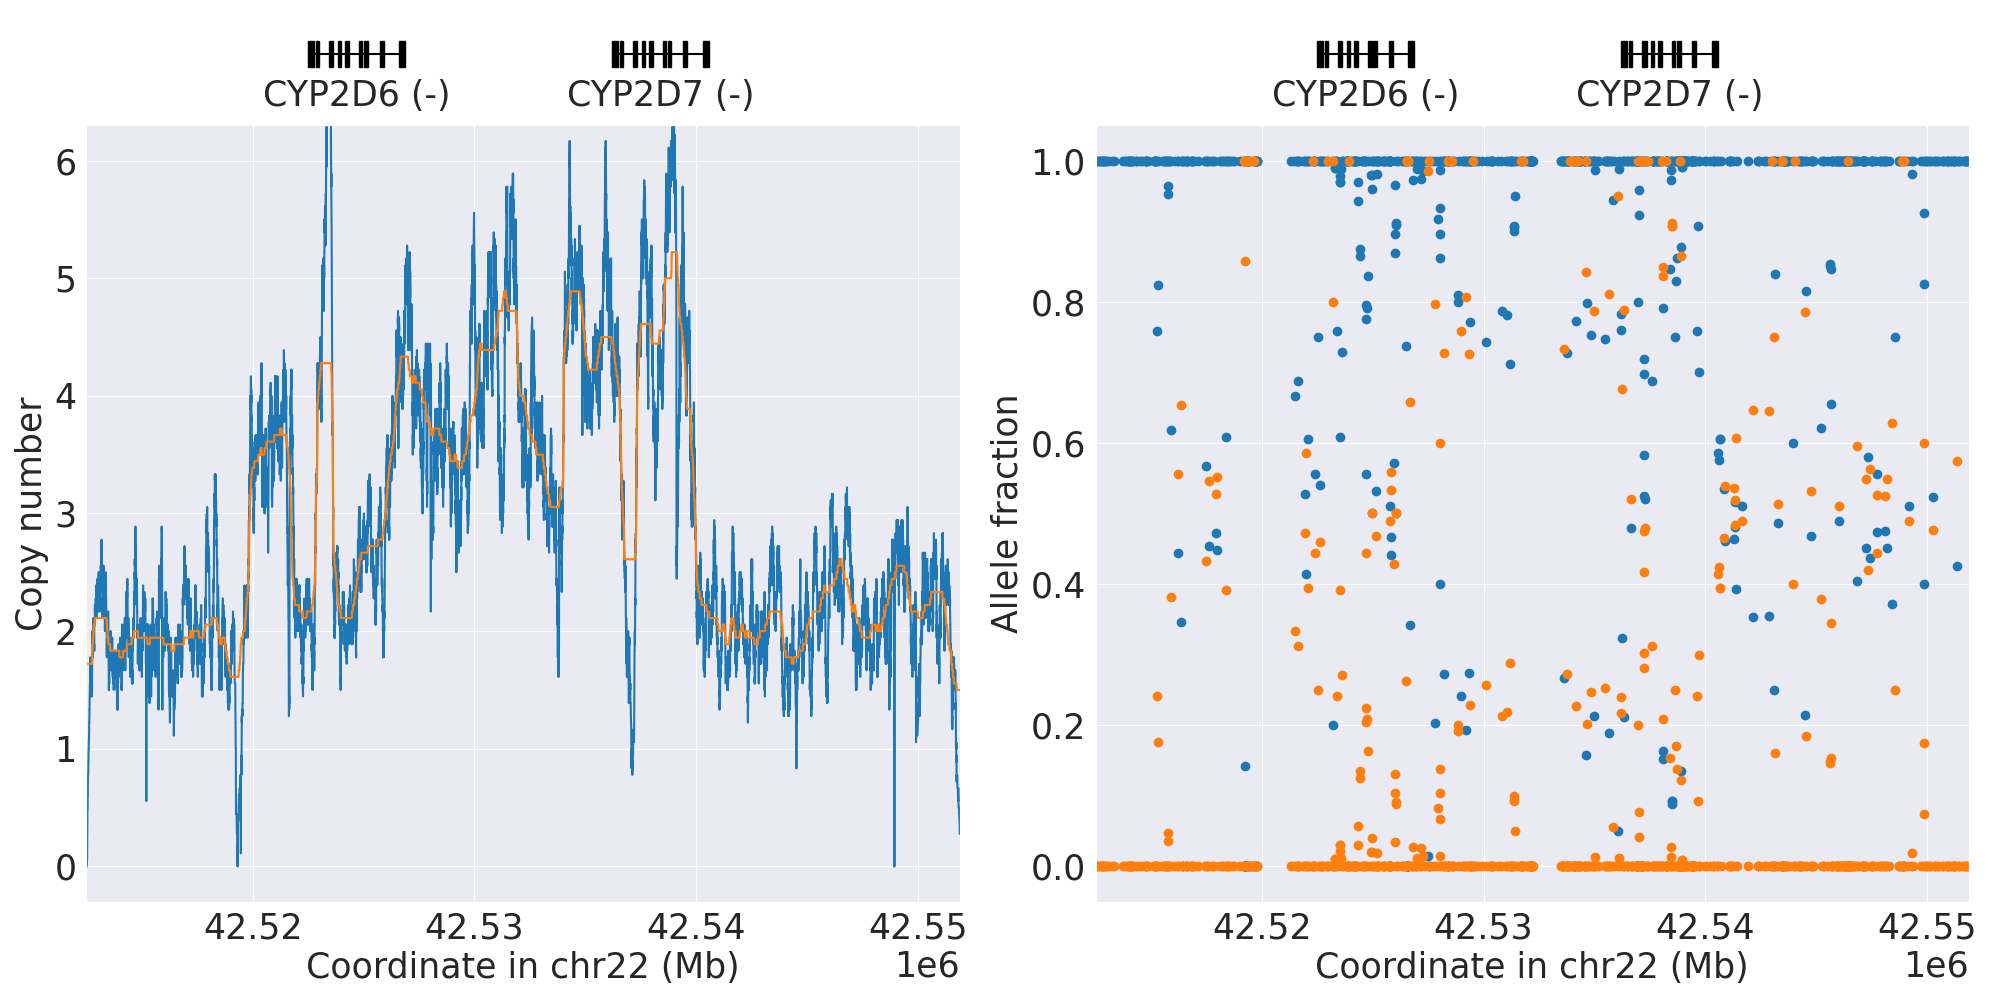 CYP2D6 (-) CYP2D7 (-)
6
5
4
3
2
1
0
Copy number
42.52 42.53 42.54 42.55
Coordinate in chr22 (Mb) 1e6
CYP2D6 (-) CYP2D7 (-)
1.0
0.8
0.6
0.4
0.2
0.0
Allele fraction
42.52 42.53 42.54 42.55
Coordinate in chr22 (Mb) 1e6